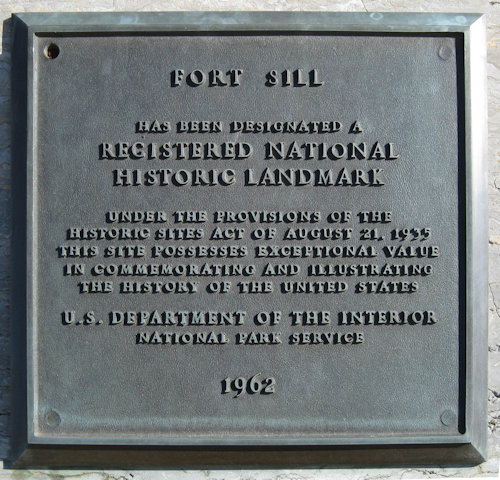 FORT SILL
HAS BEEN DESIGNATED A
REGISTERED NATIONAL
HISTORIC LANDMARK
UNDER THE PROVISIONS OF THE
HISTORIC SITES ACT OF AUGUST 21, 1935
THIS SITE POSSESSES EXCEPTIONAL VALUE
IN COMMEMORATING AND ILLUSTRATING
THE HISTORY OF THE UNITED STATES
U.S. DEPARTMENT OF THE INTERIOR
NATIONAL PARK SERVICE
1962